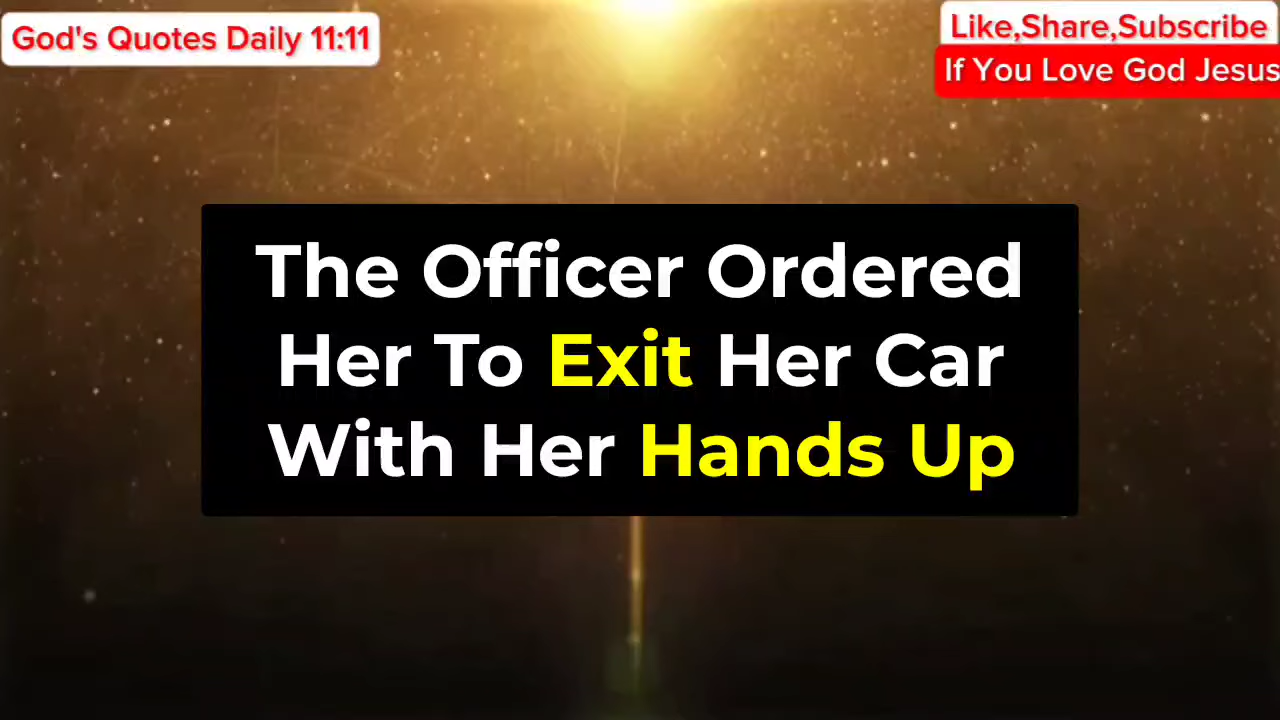 God's Quotes Daily 11:11
Like,Share,Subscribe
If You Love God Jesus
The Officer Ordered
Her To Exit Her Car
With Her Hands Up